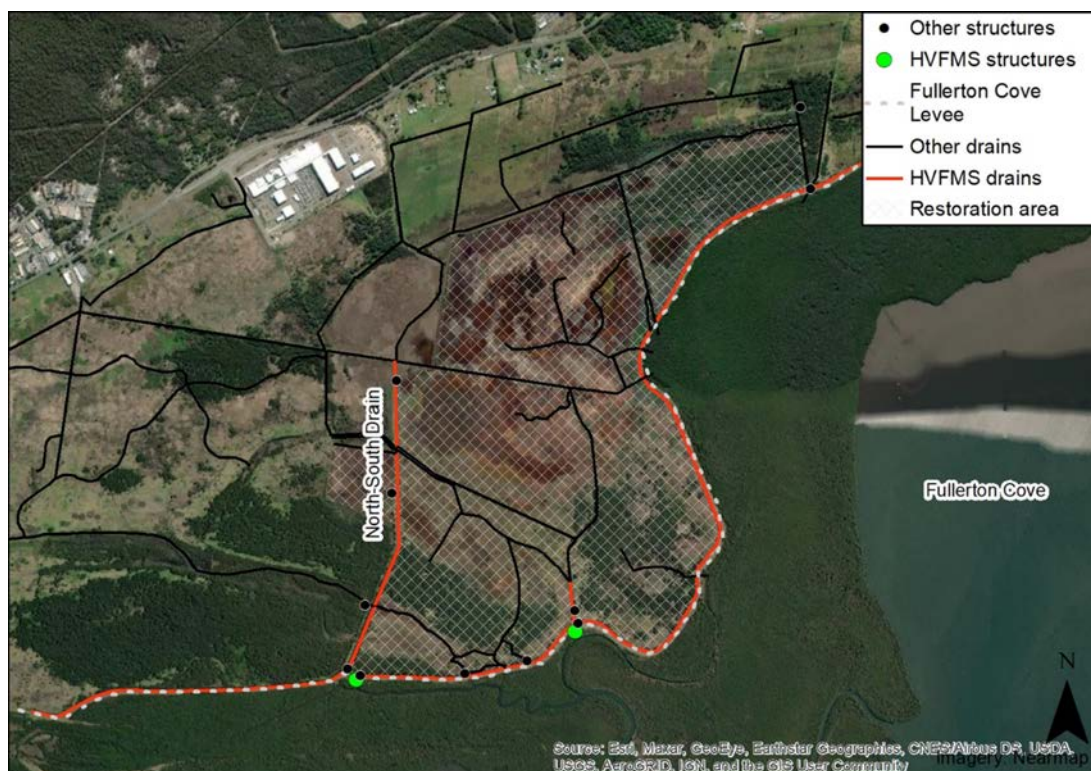 Other structures
HVFMS structures
Fullerton Cove
Levee
Other drains
HVFMS drains
Restoration area
North-South Drain
Fullerton Cove
N
Source: Esri, Maxar, GeoEye, Earthstar Geographics, CNES/Airbus DS, USDA,
USGS, AeroGRID, IGN, and the GIS User Community
Imagery: Nearmap